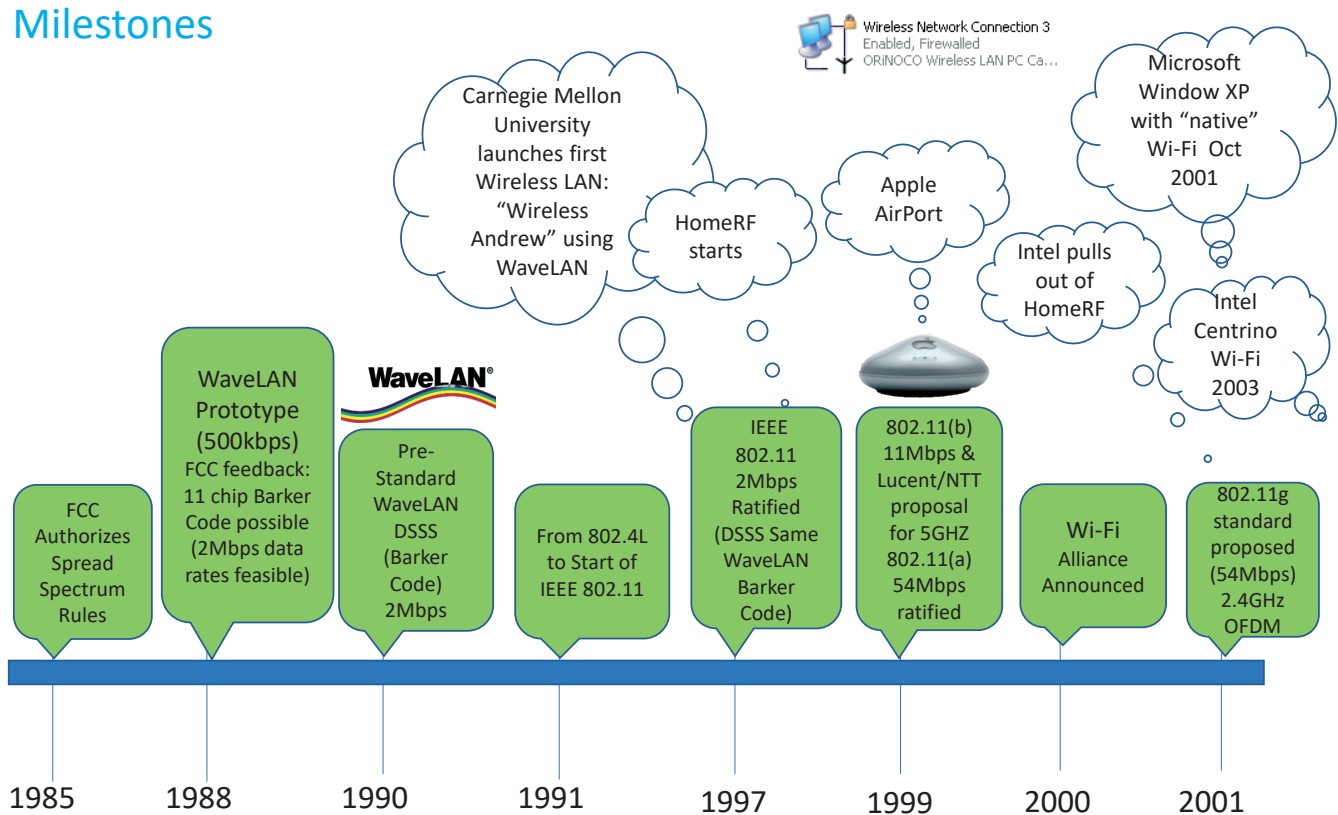 Milestones
Wireless Network Connection 3
Enabled, Firewalled
ORiNOCO Wireless LAN PC Ca...
Carnegie Mellon
University
launches first
Wireless LAN:
“Wireless
Andrew” using
WaveLAN
HomeRF
starts
Apple
AirPort
Intel pulls
out of
HomeRF
Microsoft
Window XP
with “native”
Wi-Fi Oct
2001
Intel
Centrino
Wi-Fi
2003
FCC
Authorizes
Spread
Spectrum
Rules
WaveLAN
Prototype
(500kbps)
FCC feedback:
11 chip Barker
Code possible
(2Mbps data
rates feasible)
WaveLAN®
Pre-
Standard
WaveLAN
DSSS
(Barker
Code)
2Mbps
From 802.4L
to Start of
IEEE 802.11
IEEE
802.11
2Mbps
Ratified
(DSSS Same
WaveLAN
Barker
Code)
802.11(b)
11Mbps &
Lucent/NTT
proposal
for 5GHZ
802.11(a)
54Mbps
ratified
Wi-Fi
Alliance
Announced
802.11g
standard
proposed
(54Mbps)
2.4GHz
OFDM
1985
1988
1990
1991
1997
1999
2000
2001